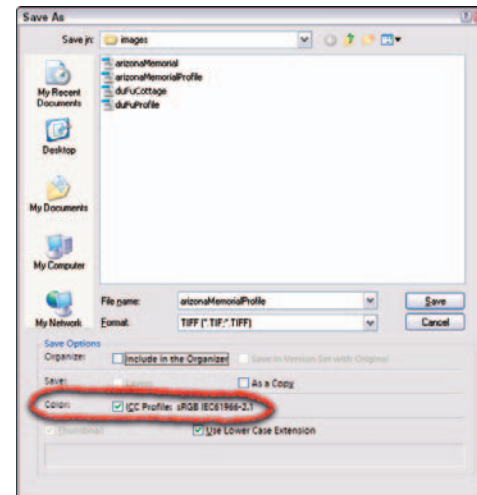 Save As
Save in: images
arizonaMemorial
arizonaMemorialProfile
duFuCottage
duFuProfile
My Recent
Documents
Desktop
My Documents
My Computer
My Network
File name: arizonaMemorialProfile Save
Format: TIFF (*.TIF;*.TIFF) Cancel
Save Options
Organize: Include in the Organizer Save in Version Set with Original
Save: Layers As a Copy
Color: ICC Profile: sRGB IEC61966-2.1
Thumbnail Use Lower Case Extension